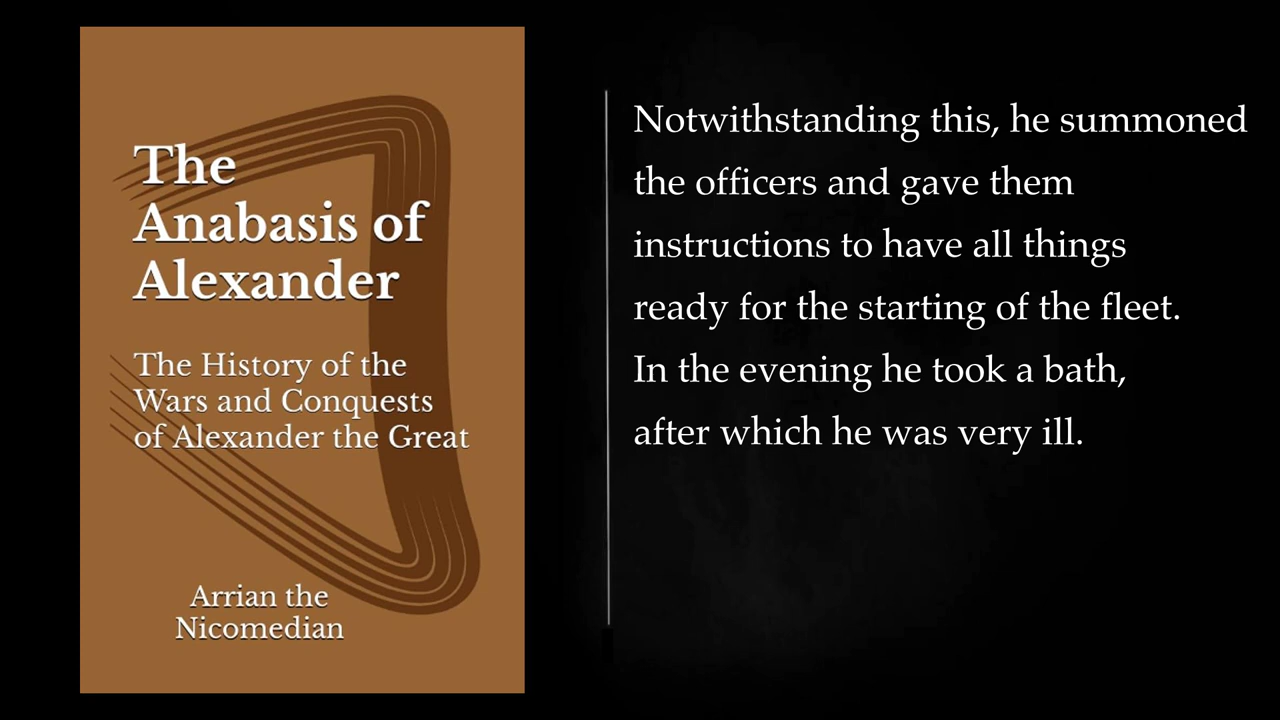 The
Anabasis of
Alexander
The History of the
Wars and Conquests
of Alexander the Great
Arrian the
Nicomedian
Notwithstanding this, he summoned
the officers and gave them
instructions to have all things
ready for the starting of the fleet.
In the evening he took a bath,
after which he was very ill.